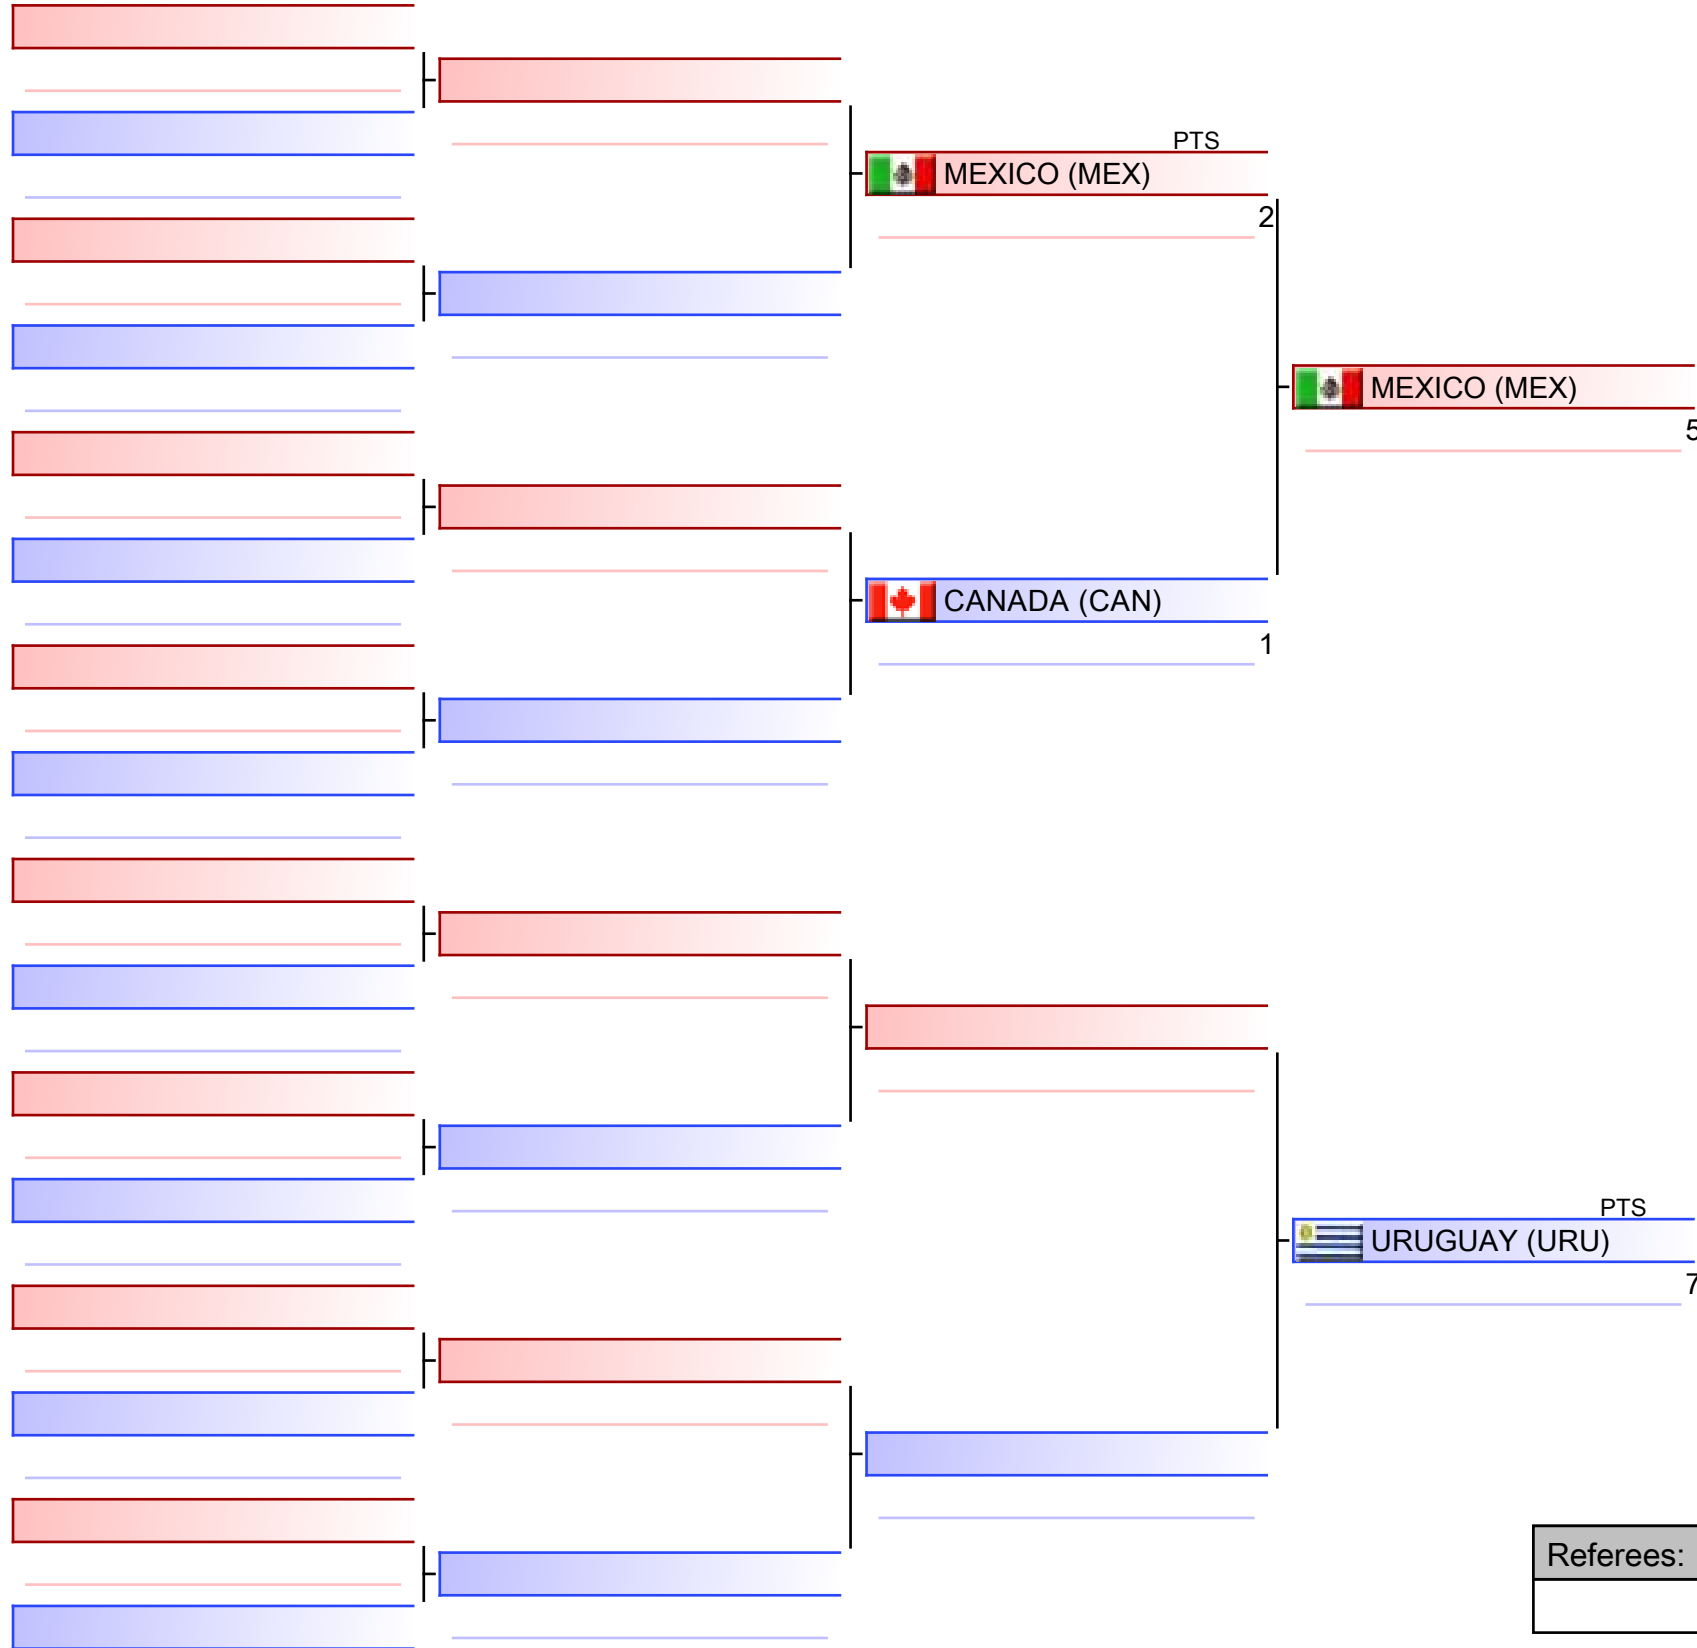 PTS
MEXICO (MEX)
2
MEXICO (MEX)
5
CANADA (CAN)
1
PTS
URUGUAY (URU)
7
Referees: